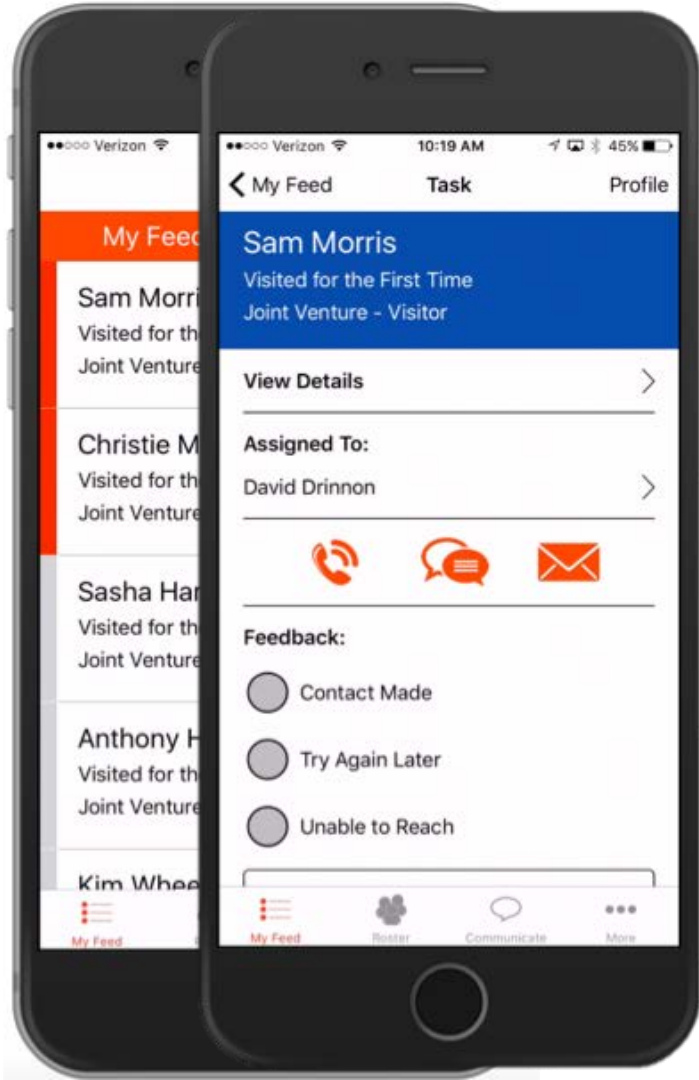 Verizon
My Feed
Sam Morri
Visited for th
Joint Venture
Christie M
Visited for th
Joint Venture
Sasha Har
Visited for th
Joint Venture
Anthony H
Visited for th
Joint Venture
Kim Whee
My Feed
Verizon 10:19 AM 45%
My Feed Task Profile
Sam Morris
Visited for the First Time
Joint Venture - Visitor
View Details
Assigned To:
David Drinnon
Feedback:
Contact Made
Try Again Later
Unable to Reach
My Feed Roster Communicate More